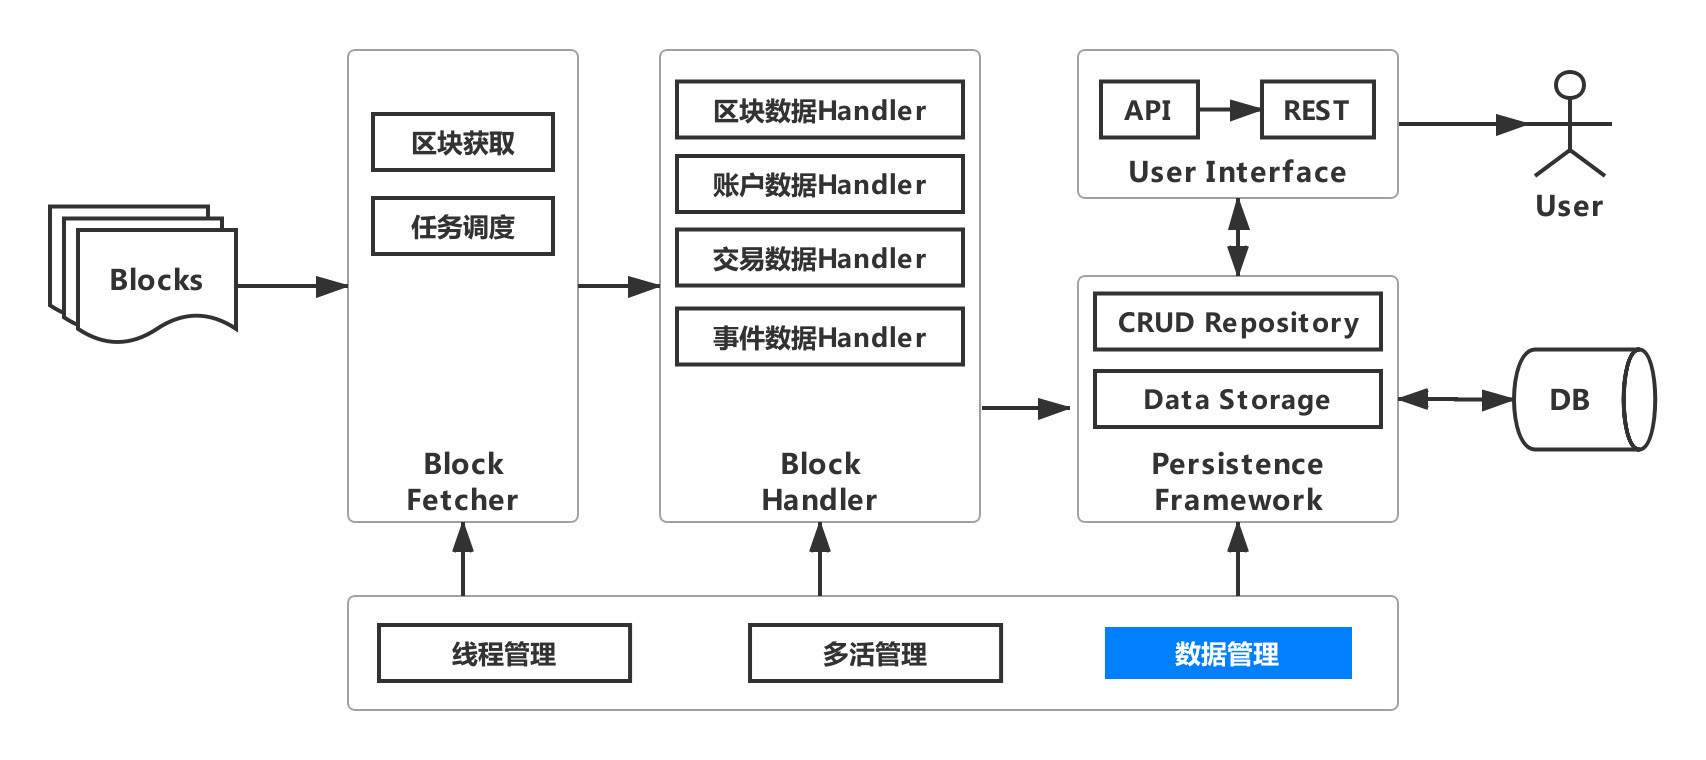 Blocks
区块获取
任务调度
Block
Fetcher
区块数据Handler
账户数据Handler
交易数据Handler
事件数据Handler
Block
Handler
API
REST
User Interface
User
CRUD Repository
Data Storage
Persistence
Framework
DB
线程管理
多活管理
数据管理